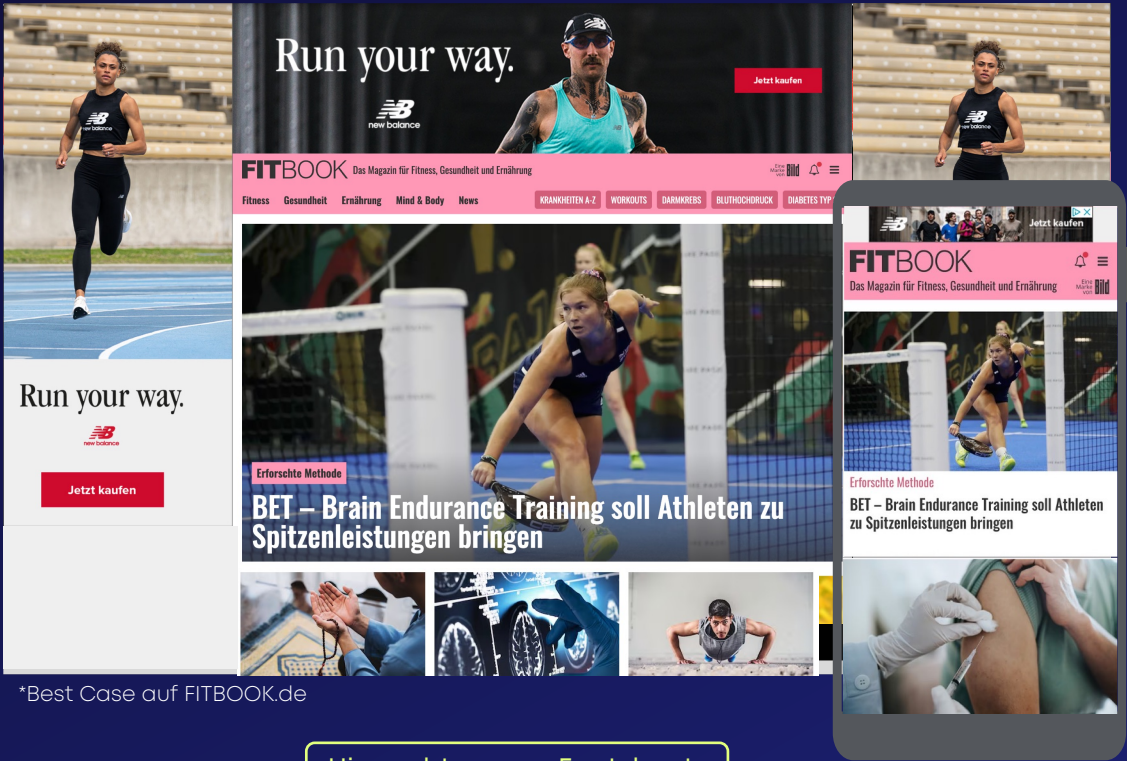 new balance
Run your way.
new balance
Jetzt kaufen
Run your way.
new balance
Jetzt kaufen
new balance
FITBOOK Das Magazin für Fitness, Gesundheit und Ernährung
Eine Marke von Bild
Fitness Gesundheit Ernährung Mind & Body News
KRANKHEITEN A-Z WORKOUTS DARMKREBS BLUTHOCHDRUCK DIABETES TYP
Erforschte Methode
BET – Brain Endurance Training soll Athleten zu
Spitzenleistungen bringen
Jetzt kaufen
FITBOOK
Das Magazin für Fitness, Gesundheit und Ernährung
Eine Marke von Bild
Erforschte Methode
BET – Brain Endurance Training soll Athleten
zu Spitzenleistungen bringen
*Best Case auf FITBOOK.de